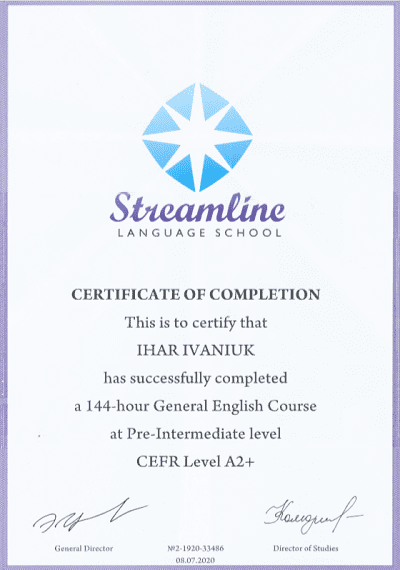 Streamline
LANGUAGE SCHOOL
CERTIFICATE OF COMPLETION
This is to certify that
IHAR IVANIUK
has successfully completed
a 144-hour General English Course
at Pre-Intermediate level
CEFR Level A2+
General Director
№2-1920-33486
Director of Studies
08.07.2020